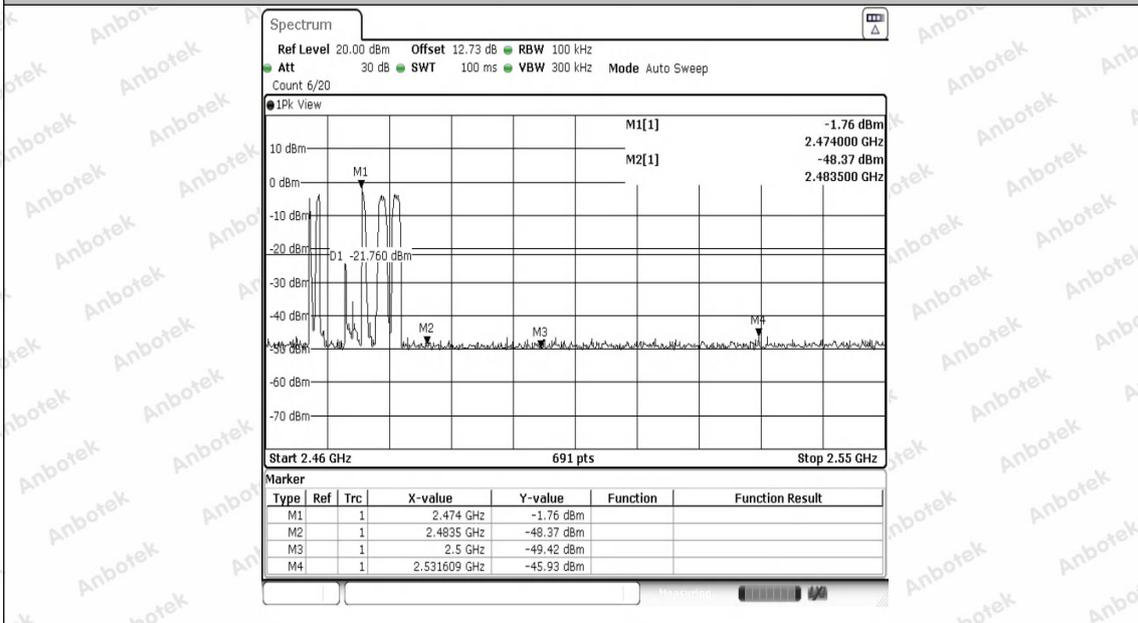 Spectrum
Ref Level 20.00 dBm Offset 12.73 dB RBW 100 kHz
Att 30 dB SWT 100 ms VBW 300 kHz Mode Auto Sweep
Count 6/20
1Pk View
M1[1] -1.76 dBm
2.474000 GHz
M2[1] -48.37 dBm
2.483500 GHz
10 dBm
M1
0 dBm
-10 dBm
-20 dBm
D1 -21.760 dBm
-30 dBm
-40 dBm
M2 M3 M4
-50 dBm
-60 dBm
-70 dBm
Start 2.46 GHz 691 pts Stop 2.55 GHz
Marker
Type Ref Trc X-value Y-value Function Function Result
M1 1 2.474 GHz -1.76 dBm
M2 1 2.4835 GHz -48.37 dBm
M3 1 2.5 GHz -49.42 dBm
M4 1 2.531609 GHz -45.93 dBm
Measuring
LXI
Anbotek